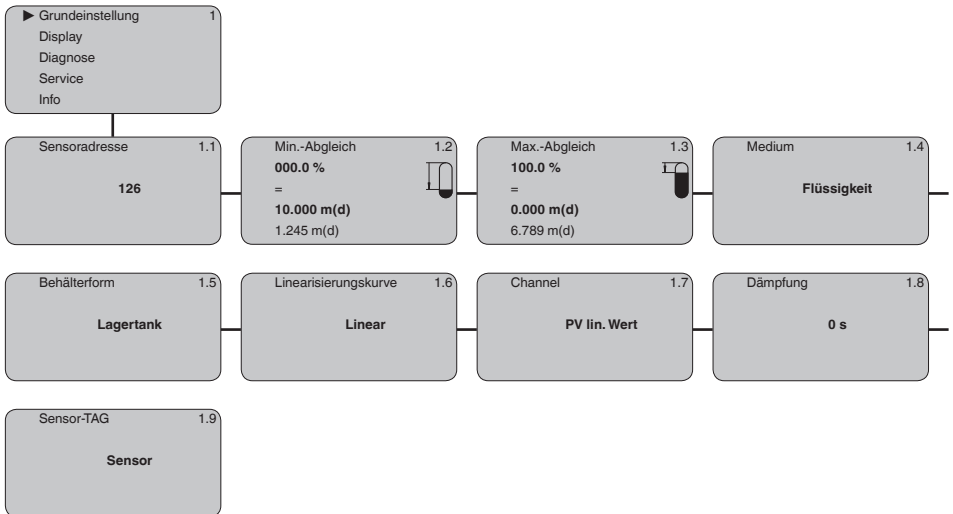 ▶ Grundeinstellung 1
Display
Diagnose
Service
Info
Sensoradresse 1.1
126
Min.-Abgleich 1.2
000.0 %
=
10.000 m(d)
1.245 m(d)
Max.-Abgleich 1.3
100.0 %
=
0.000 m(d)
6.789 m(d)
Medium 1.4
Flüssigkeit
Behälterform 1.5
Lagertank
Linearisierungskurve 1.6
Linear
Channel 1.7
PV lin. Wert
Dämpfung 1.8
0 s
Sensor-TAG 1.9
Sensor